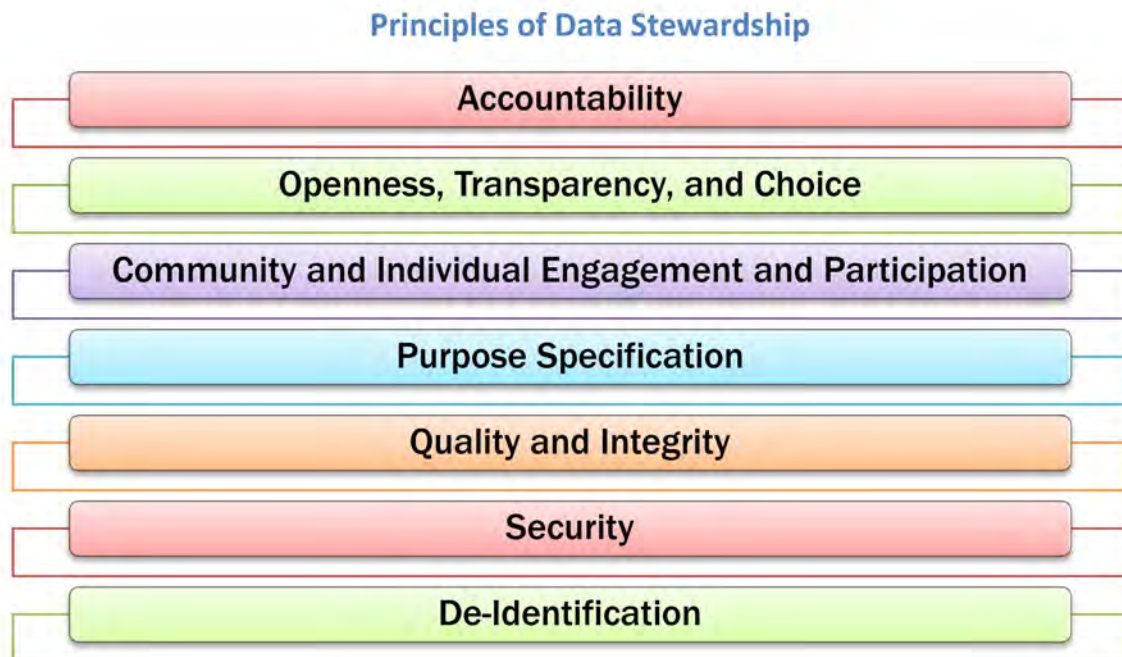 Principles of Data Stewardship
Accountability
Openness, Transparency, and Choice
Community and Individual Engagement and Participation
Purpose Specification
Quality and Integrity
Security
De-Identification